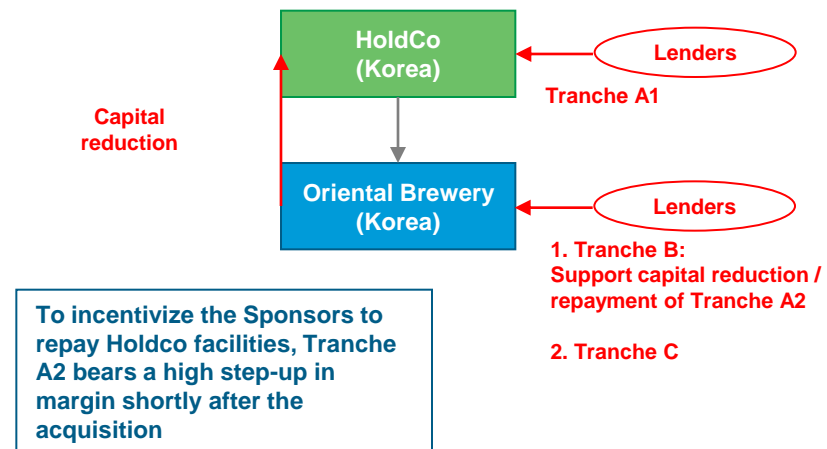 HoldCo
(Korea)
Lenders
Tranche A1
Capital
reduction
Oriental Brewery
(Korea)
Lenders
1. Tranche B:
Support capital reduction /
repayment of Tranche A2
2. Tranche C
To incentivize the Sponsors to
repay Holdco facilities, Tranche
A2 bears a high step-up in
margin shortly after the
acquisition